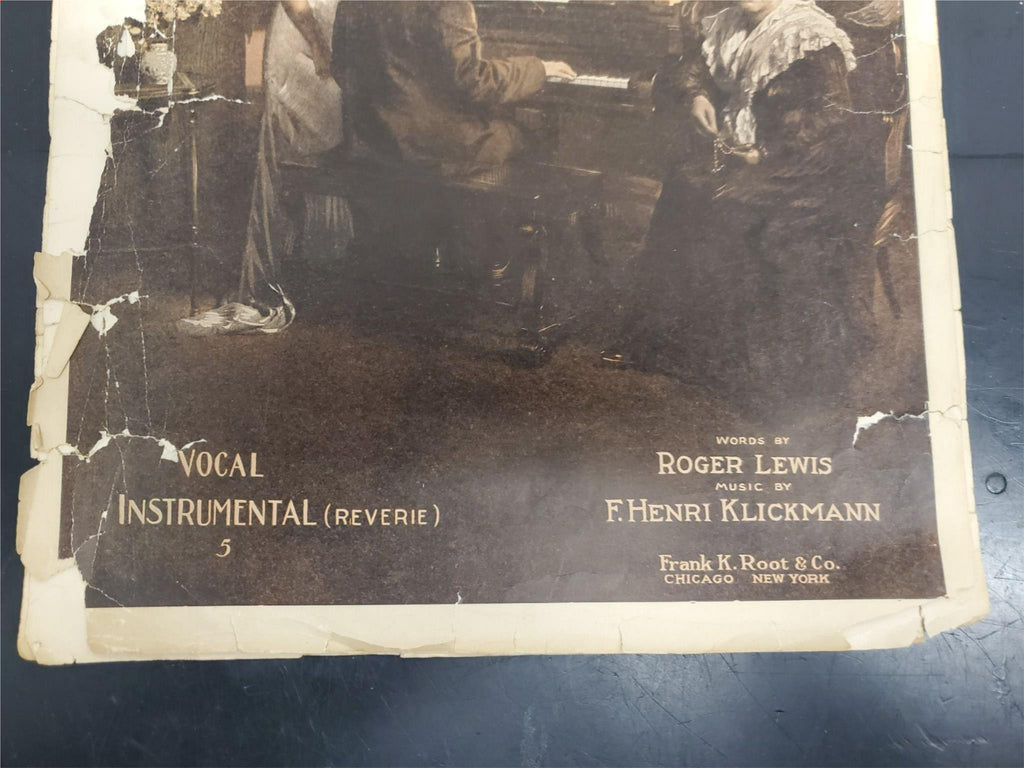 VOCAL
INSTRUMENTAL (REVERIE)
5
WORDS BY
ROGER LEWIS
MUSIC BY
F. HENRI KLICKMANN
Frank K. Root & Co.
CHICAGO NEW YORK